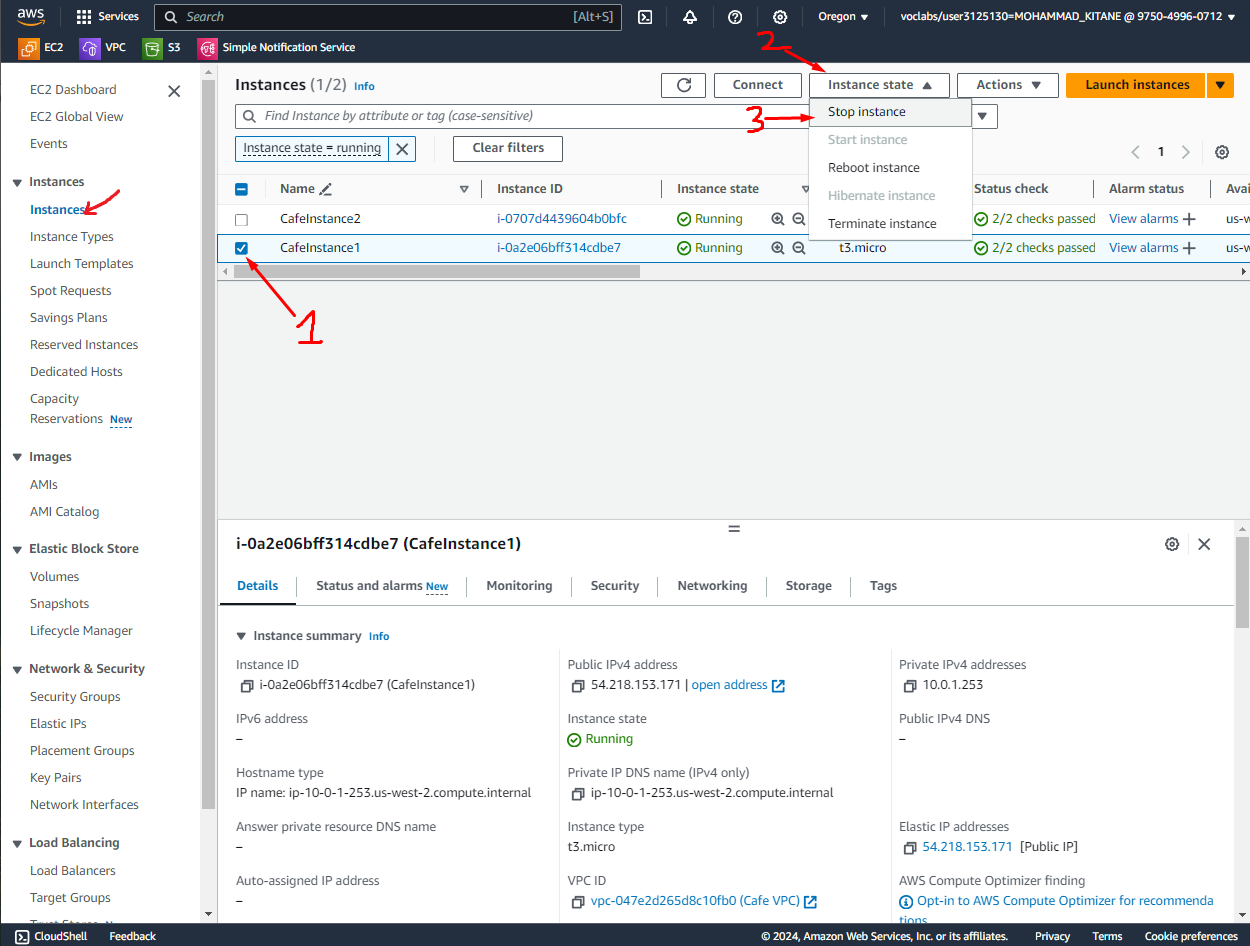 aws Services Search [Alt+S] Oregon voclabs/user3125130=MOHAMMAD_KITANE @ 9750-4996-0712
EC2 VPC S3 Simple Notification Service
EC2 Dashboard
EC2 Global View
Events
Instances
Instances
Instance Types
Launch Templates
Spot Requests
Savings Plans
Reserved Instances
Dedicated Hosts
Capacity
Reservations New
Images
AMIs
AMI Catalog
Elastic Block Store
Volumes
Snapshots
Lifecycle Manager
Network & Security
Security Groups
Elastic IPs
Placement Groups
Key Pairs
Network Interfaces
Load Balancing
Load Balancers
Target Groups
2
Instances (1/2) Info Connect Instance state Actions Launch instances
Find Instance by attribute or tag (case-sensitive)
3
Stop instance
Start instance
Reboot instance
Hibernate instance
Terminate instance
Instance state = running Clear filters 1
Name Instance ID Instance state Status check Alarm status
CafeInstance2 i-0707d4439604b0bfc Running 2/2 checks passed View alarms us-w
CafeInstance1 i-0a2e06bff314cdbe7 Running t3.micro 2/2 checks passed View alarms us-w
1
i-0a2e06bff314cdbe7 (CafeInstance1)
Details Status and alarms New Monitoring Security Networking Storage Tags
Instance summary Info
Instance ID
i-0a2e06bff314cdbe7 (CafeInstance1)
Public IPv4 address
54.218.153.171 | open address
Private IPv4 addresses
10.0.1.253
IPv6 address
–
Instance state
Running
Public IPv4 DNS
–
Hostname type
IP name: ip-10-0-1-253.us-west-2.compute.internal
Private IP DNS name (IPv4 only)
ip-10-0-1-253.us-west-2.compute.internal
Answer private resource DNS name
–
Instance type
t3.micro
Elastic IP addresses
54.218.153.171 [Public IP]
Auto-assigned IP address
–
VPC ID
vpc-047e2d265d8c10fb0 (Cafe VPC)
AWS Compute Optimizer finding
Opt-in to AWS Compute Optimizer for recommenda
tions
CloudShell Feedback © 2024, Amazon Web Services, Inc. or its affiliates. Privacy Terms Cookie preferences